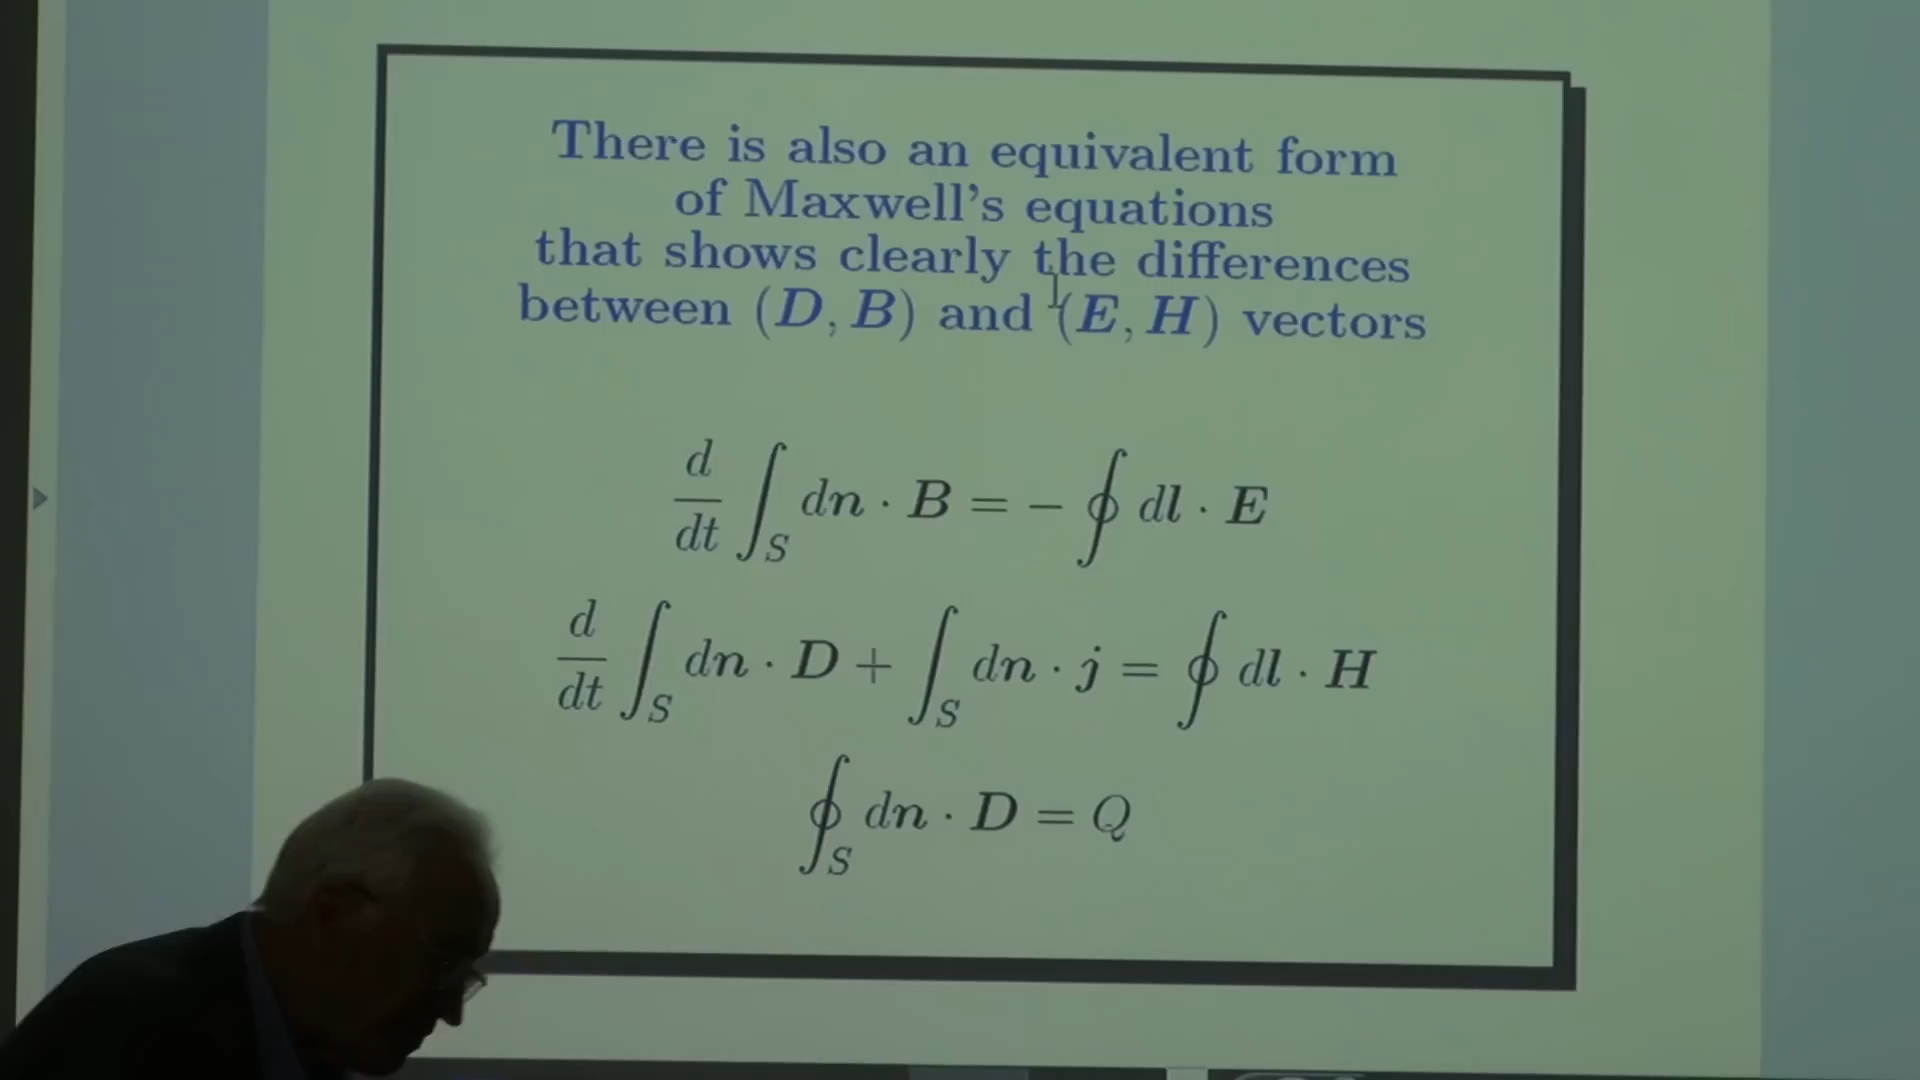 There is also an equivalent form
of Maxwell's equations
that shows clearly the differences
between (D, B) and (E, H) vectors
d/dt ∫_S dn · B = − ∮ dl · E
d/dt ∫_S dn · D + ∫_S dn · j = ∮ dl · H
∮_S dn · D = Q